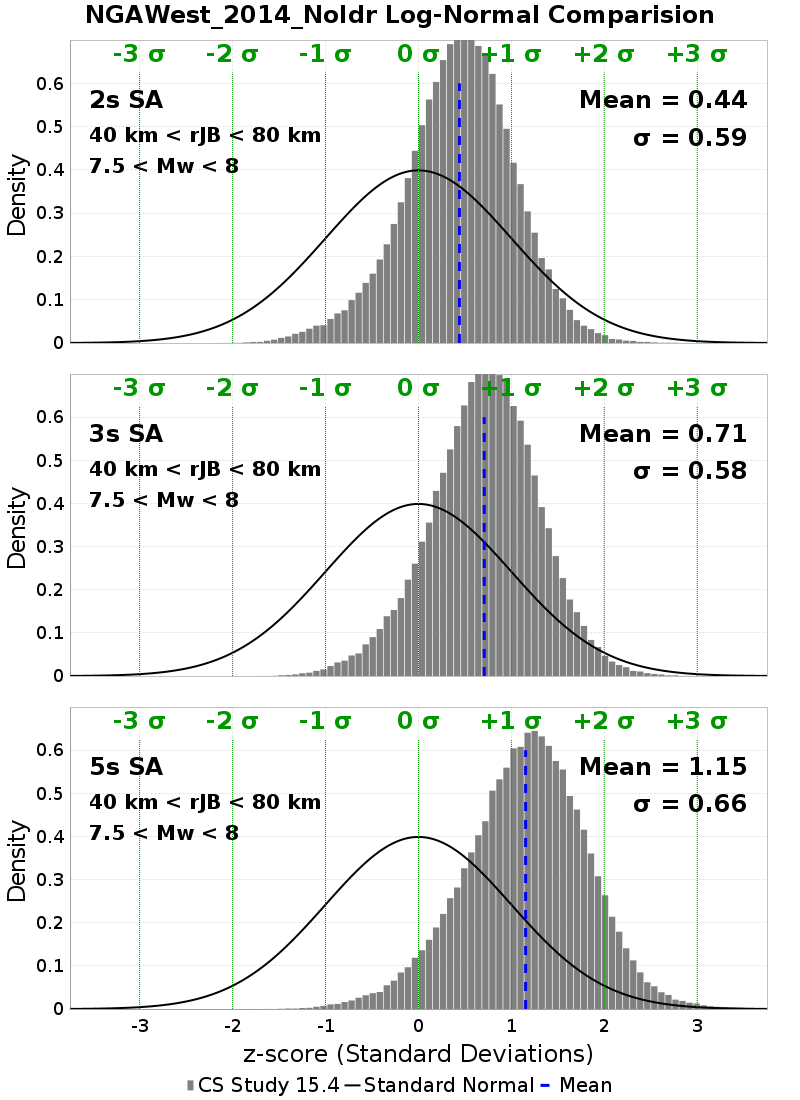 NGAWest_2014_NoIdr Log-Normal Comparision
-3 σ -2 σ -1 σ 0 σ +1 σ +2 σ +3 σ
0.6
2s SA Mean = 0.44
0.5
40 km < rJB < 80 km σ = 0.59
0.4
7.5 < Mw < 8
Density
0.3
0.2
0.1
0
-3 σ -2 σ -1 σ 0 σ +1 σ +2 σ +3 σ
0.6
3s SA Mean = 0.71
0.5
40 km < rJB < 80 km σ = 0.58
0.4
7.5 < Mw < 8
Density
0.3
0.2
0.1
0
-3 σ -2 σ -1 σ 0 σ +1 σ +2 σ +3 σ
0.6
5s SA Mean = 1.15
0.5
40 km < rJB < 80 km σ = 0.66
0.4
7.5 < Mw < 8
Density
0.3
0.2
0.1
0
-3 -2 -1 0 1 2 3
z-score (Standard Deviations)
CS Study 15.4 Standard Normal Mean